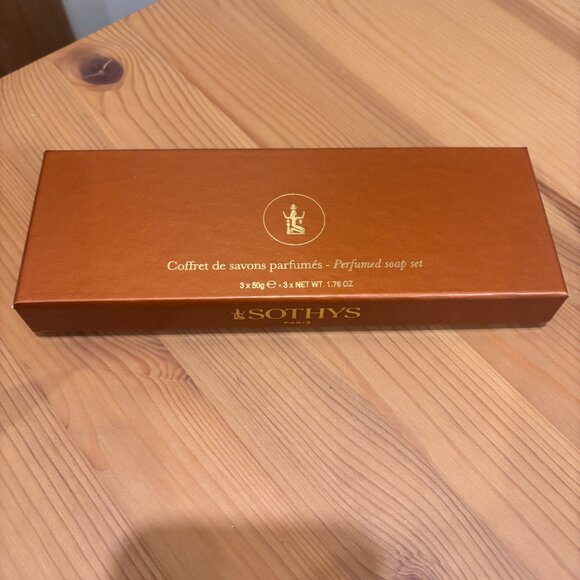 Coffret de savons parfumés - Perfumed soap set
3 x 50g ℮ - 3 x NET WT. 1.76 OZ
SOTHYS
PARIS